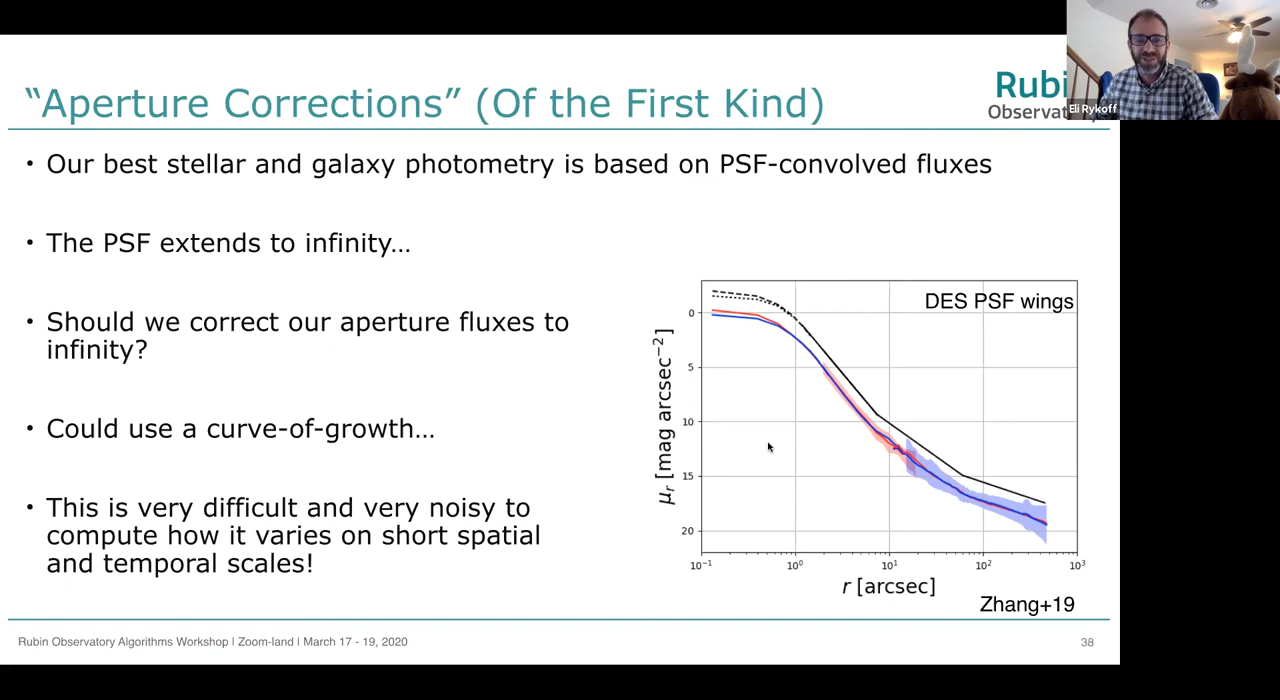 “Aperture Corrections” (Of the First Kind)
Rubi
Observato
Eli Rykoff
• Our best stellar and galaxy photometry is based on PSF-convolved fluxes
• The PSF extends to infinity…
• Should we correct our aperture fluxes to
infinity?
• Could use a curve-of-growth…
• This is very difficult and very noisy to
compute how it varies on short spatial
and temporal scales!
DES PSF wings
0
5
10
15
20
μr [mag arcsec⁻²]
10⁻¹ 10⁰ 10¹ 10² 10³
r [arcsec]
Zhang+19
Rubin Observatory Algorithms Workshop | Zoom-land | March 17 - 19, 2020
38